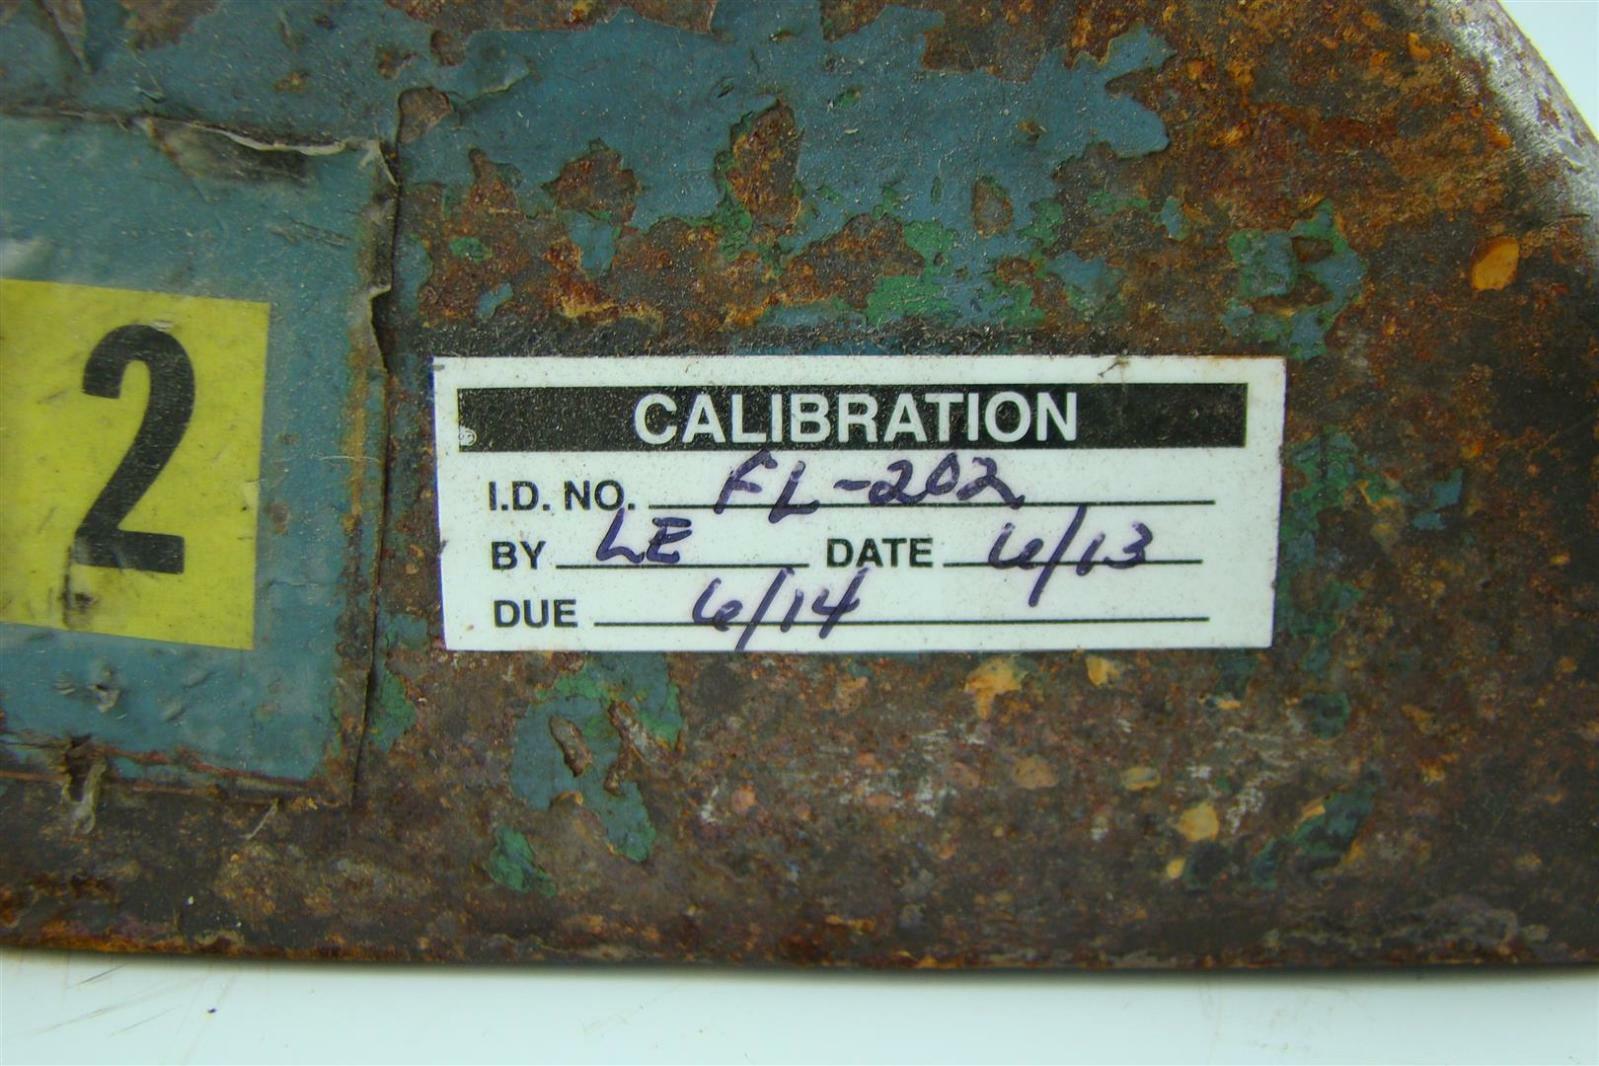 2
CALIBRATION
I.D. NO. FL-202
BY LE DATE 6/13
DUE 6/14